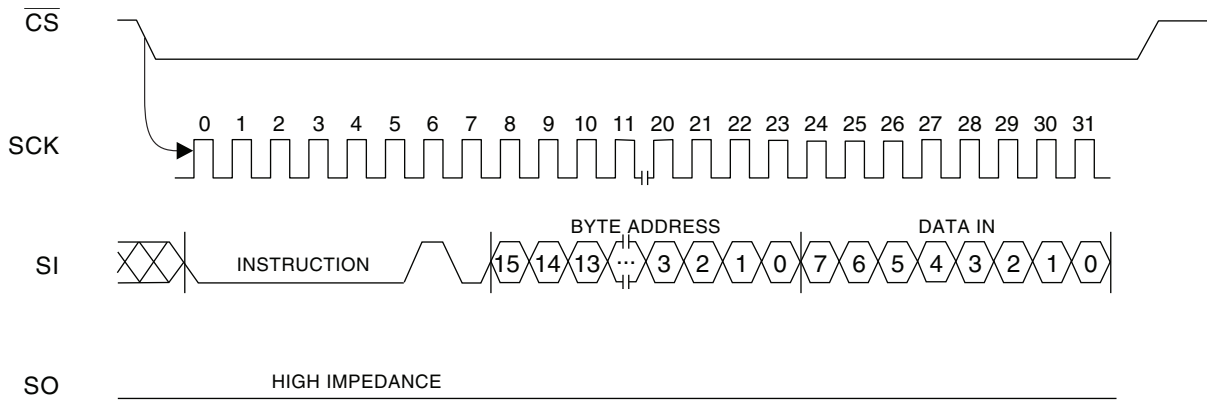 CS
0 1 2 3 4 5 6 7 8 9 10 11 20 21 22 23 24 25 26 27 28 29 30 31
SCK
BYTE ADDRESS DATA IN
SI INSTRUCTION 15 14 13 ... 3 2 1 0 7 6 5 4 3 2 1 0
HIGH IMPEDANCE
SO